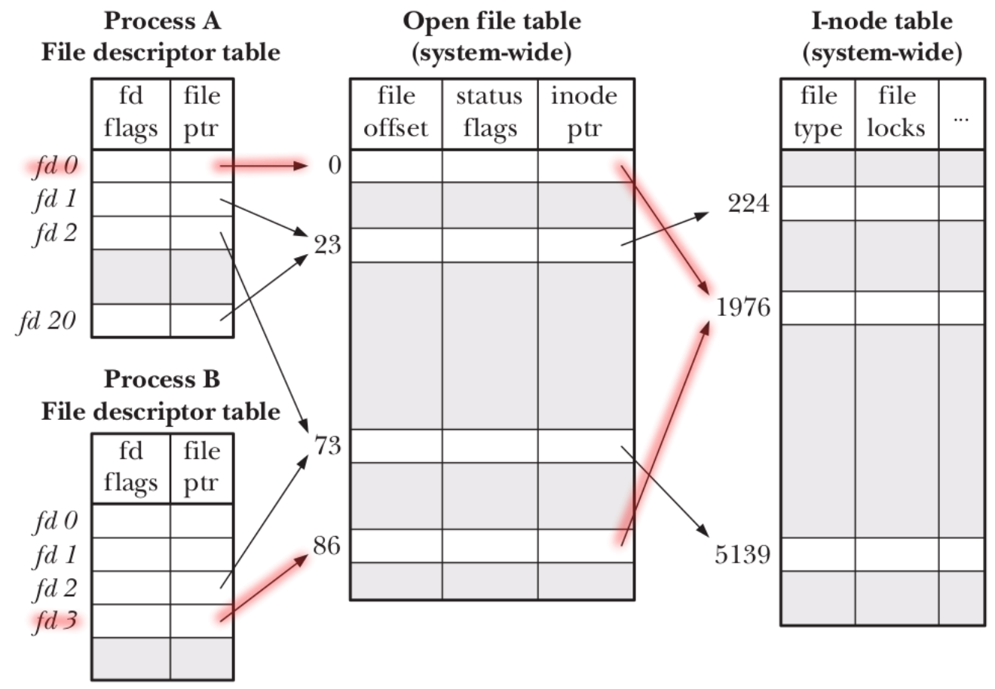 Process A
File descriptor table
fd
flags
file
ptr
fd 0
fd 1
fd 2
fd 20
Process B
File descriptor table
fd
flags
file
ptr
fd 0
fd 1
fd 2
fd 3
Open file table
(system-wide)
file
offset
status
flags
inode
ptr
0
23
73
86
I-node table
(system-wide)
file
type
file
locks
...
224
1976
5139